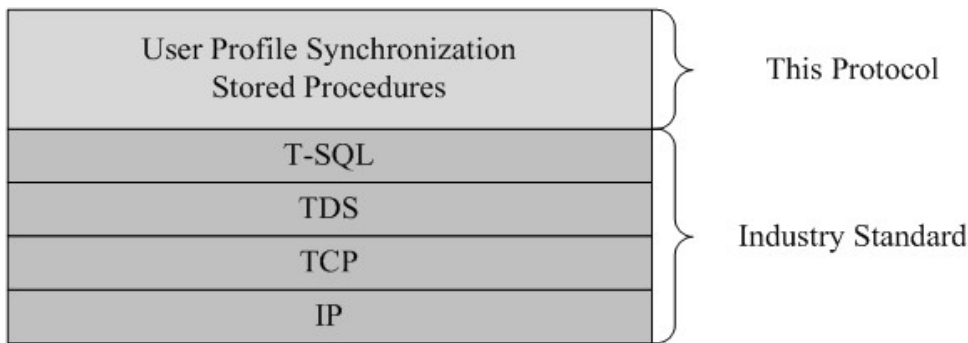 User Profile Synchronization
Stored Procedures
This Protocol
T-SQL
TDS
TCP
IP
Industry Standard